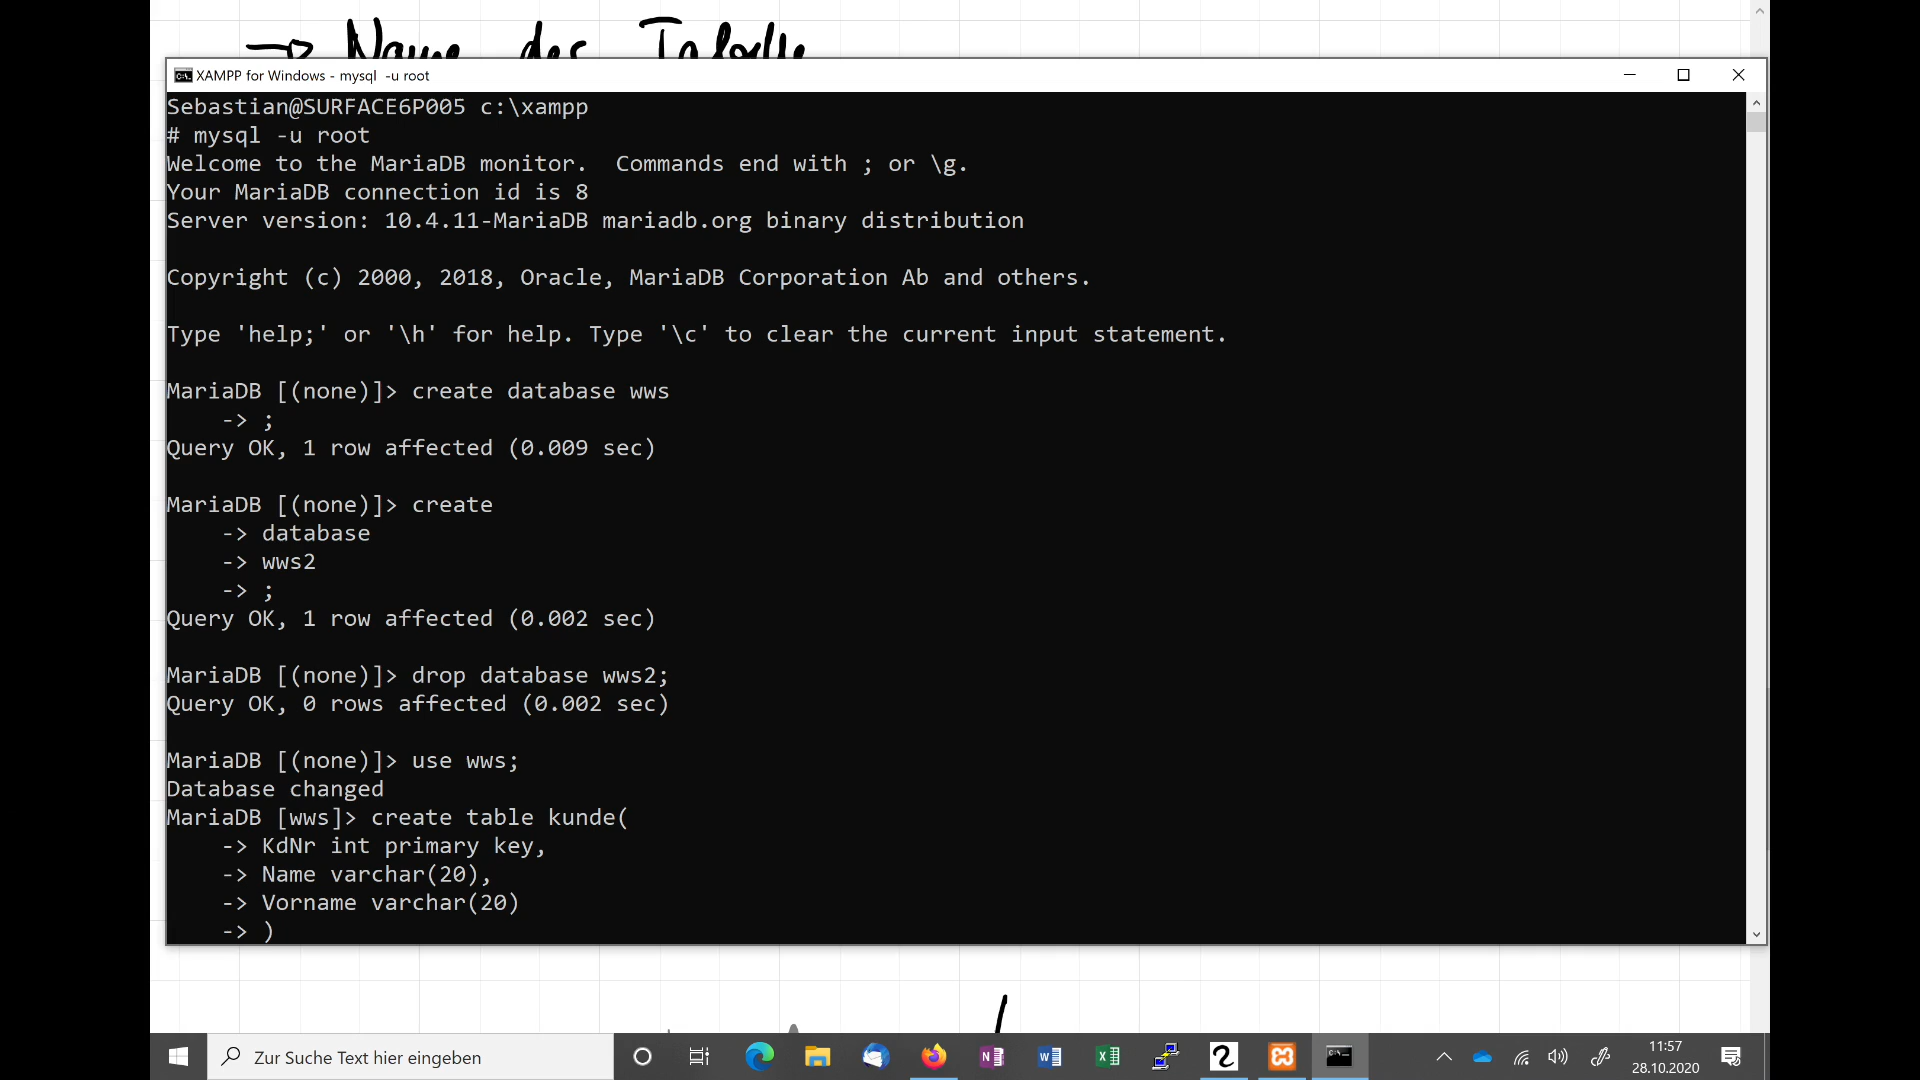 → Name der Tabelle
XAMPP for Windows - mysql  -u root
Sebastian@SURFACE6P005 c:\xampp
# mysql -u root
Welcome to the MariaDB monitor.  Commands end with ; or \g.
Your MariaDB connection id is 8
Server version: 10.4.11-MariaDB mariadb.org binary distribution
Copyright (c) 2000, 2018, Oracle, MariaDB Corporation Ab and others.
Type 'help;' or '\h' for help. Type '\c' to clear the current input statement.
MariaDB [(none)]> create database wws
    -> ;
Query OK, 1 row affected (0.009 sec)
MariaDB [(none)]> create
    -> database
    -> wws2
    -> ;
Query OK, 1 row affected (0.002 sec)
MariaDB [(none)]> drop database wws2;
Query OK, 0 rows affected (0.002 sec)
MariaDB [(none)]> use wws;
Database changed
MariaDB [wws]> create table kunde(
    -> KdNr int primary key,
    -> Name varchar(20),
    -> Vorname varchar(20)
    -> )
Zur Suche Text hier eingeben
11:57
28.10.2020